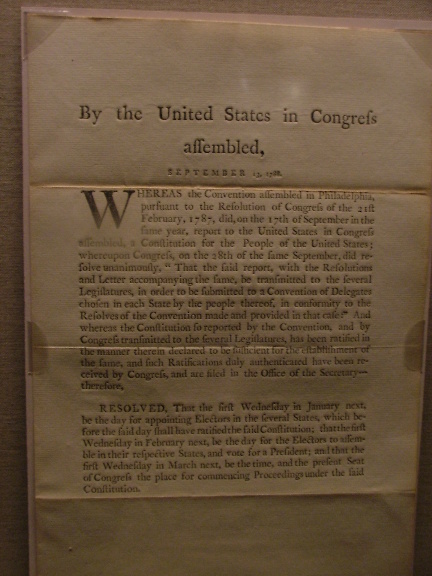 By the United States in Congreſs
aſſembled,
SEPTEMBER 13, 1788.
WHEREAS the Convention aſſembled in Philadelphia,
purſuant to the Reſolution of Congreſs of the 21ſt
February, 1787, did, on the 17th of September in the
ſame year, report to the United States in Congreſs
aſſembled, a Conſtitution for the People of the United States;
whereupon Congreſs, on the 28th of the ſame September, did re-
ſolve unanimouſly, “ That the ſaid report, with the Reſolutions
and Letter accompanying the ſame, be tranſmitted to the ſeveral
Legiſlatures, in order to be ſubmitted to a Convention of Delegates
choſen in each State by the people thereof, in conformity to the
Reſolves of the Convention made and provided in that caſe:” And
whereas the Conſtitution ſo reported by the Convention, and by
Congreſs tranſmitted to the ſeveral Legiſlatures, has been ratified in
the manner therein declared to be ſufficient for the eſtabliſhment of
the ſame, and ſuch Ratifications duly authenticated have been re-
ceived by Congreſs, and are filed in the Office of the Secretary—
therefore,
RESOLVED, That the firſt Wedneſday in January next,
be the day for appointing Electors in the ſeveral States, which be-
fore the ſaid day ſhall have ratified the ſaid Conſtitution; that the firſt
Wedneſday in February next, be the day for the Electors to aſſem-
ble in their reſpective States, and vote for a Preſident; and that the
firſt Wedneſday in March next, be the time, and the preſent Seat
of Congreſs the place for commencing Proceedings under the ſaid
Conſtitution.